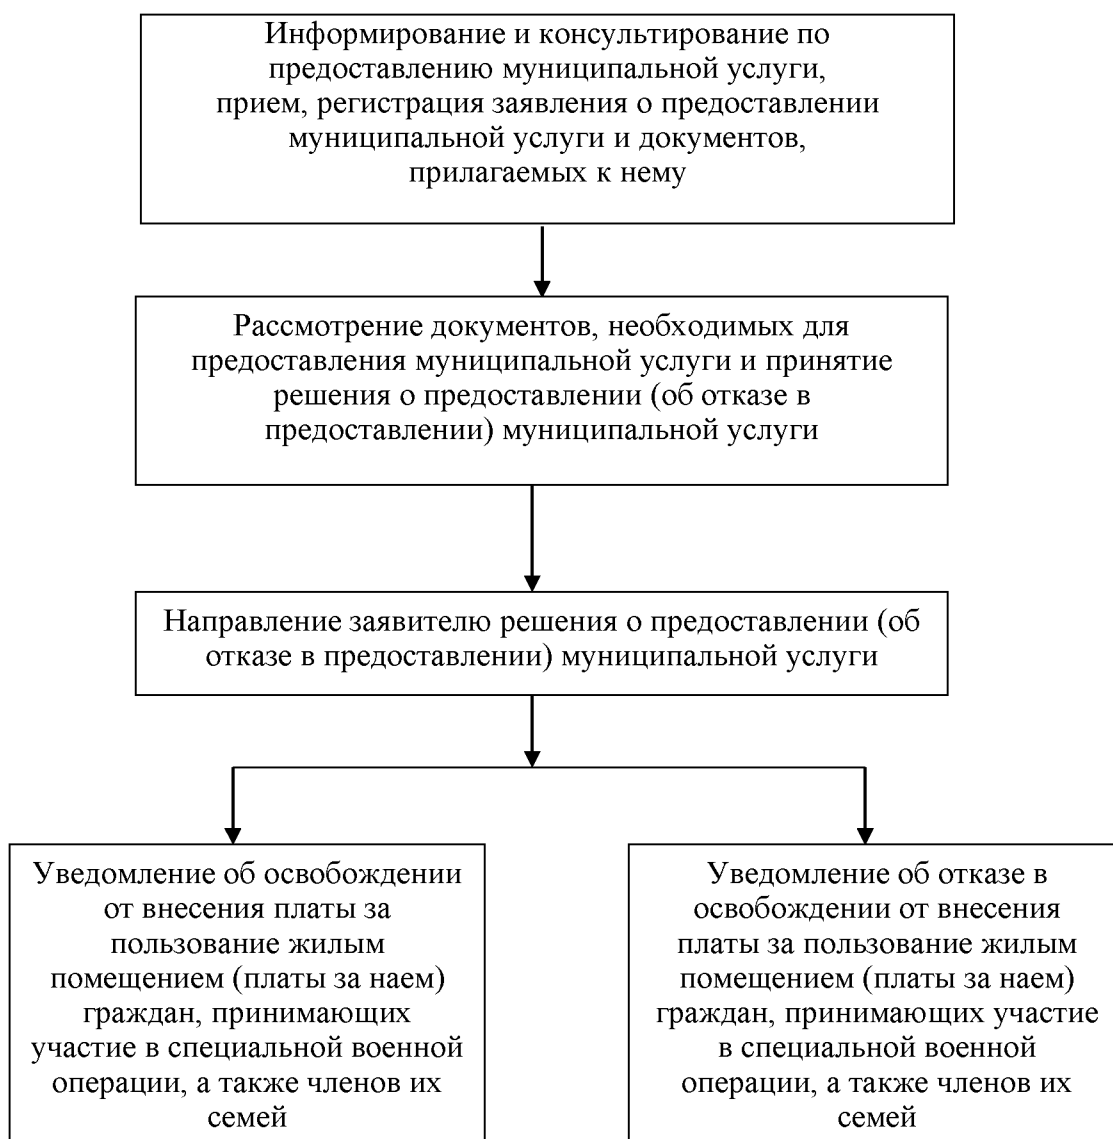 Информирование и консультирование по
предоставлению муниципальной услуги,
прием, регистрация заявления о предоставлении
муниципальной услуги и документов,
прилагаемых к нему
Рассмотрение документов, необходимых для
предоставления муниципальной услуги и принятие
решения о предоставлении (об отказе в
предоставлении) муниципальной услуги
Направление заявителю решения о предоставлении (об
отказе в предоставлении) муниципальной услуги
Уведомление об освобождении
от внесения платы за
пользование жилым
помещением (платы за наем)
граждан, принимающих
участие в специальной военной
операции, а также членов их
семей
Уведомление об отказе в
освобождении от внесения
платы за пользование жилым
помещением (платы за наем)
граждан, принимающих участие
в специальной военной
операции, а также членов их
семей